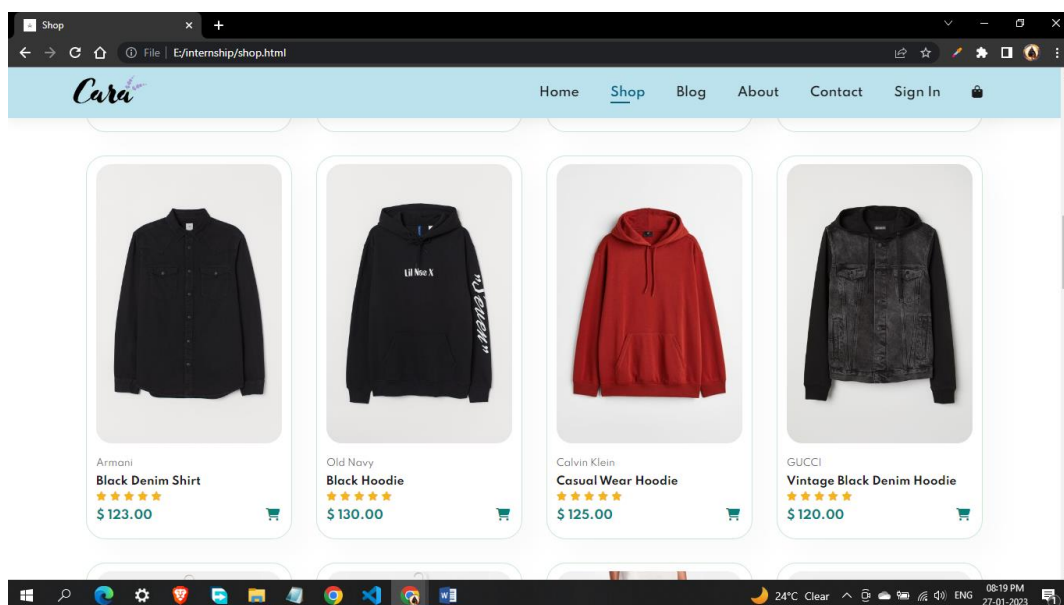 Shop
File E:/internship/shop.html
Cara
Home Shop Blog About Contact Sign In
Lil Nas X
"Seven"
Armani
Black Denim Shirt
$123.00
Old Navy
Black Hoodie
$130.00
Calvin Klein
Casual Wear Hoodie
$125.00
GUCCI
Vintage Black Denim Hoodie
$120.00
24°C Clear ENG
08:19 PM
27-01-2023